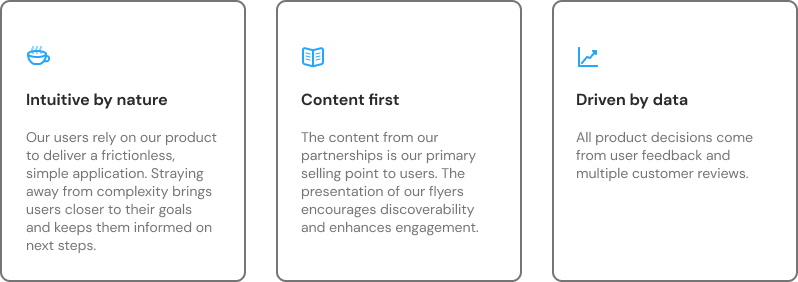 Intuitive by nature
Our users rely on our product
to deliver a frictionless,
simple application. Straying
away from complexity brings
users closer to their goals
and keeps them informed on
next steps.
Content first
The content from our
partnerships is our primary
selling point to users. The
presentation of our flyers
encourages discoverability
and enhances engagement.
Driven by data
All product decisions come
from user feedback and
multiple customer reviews.